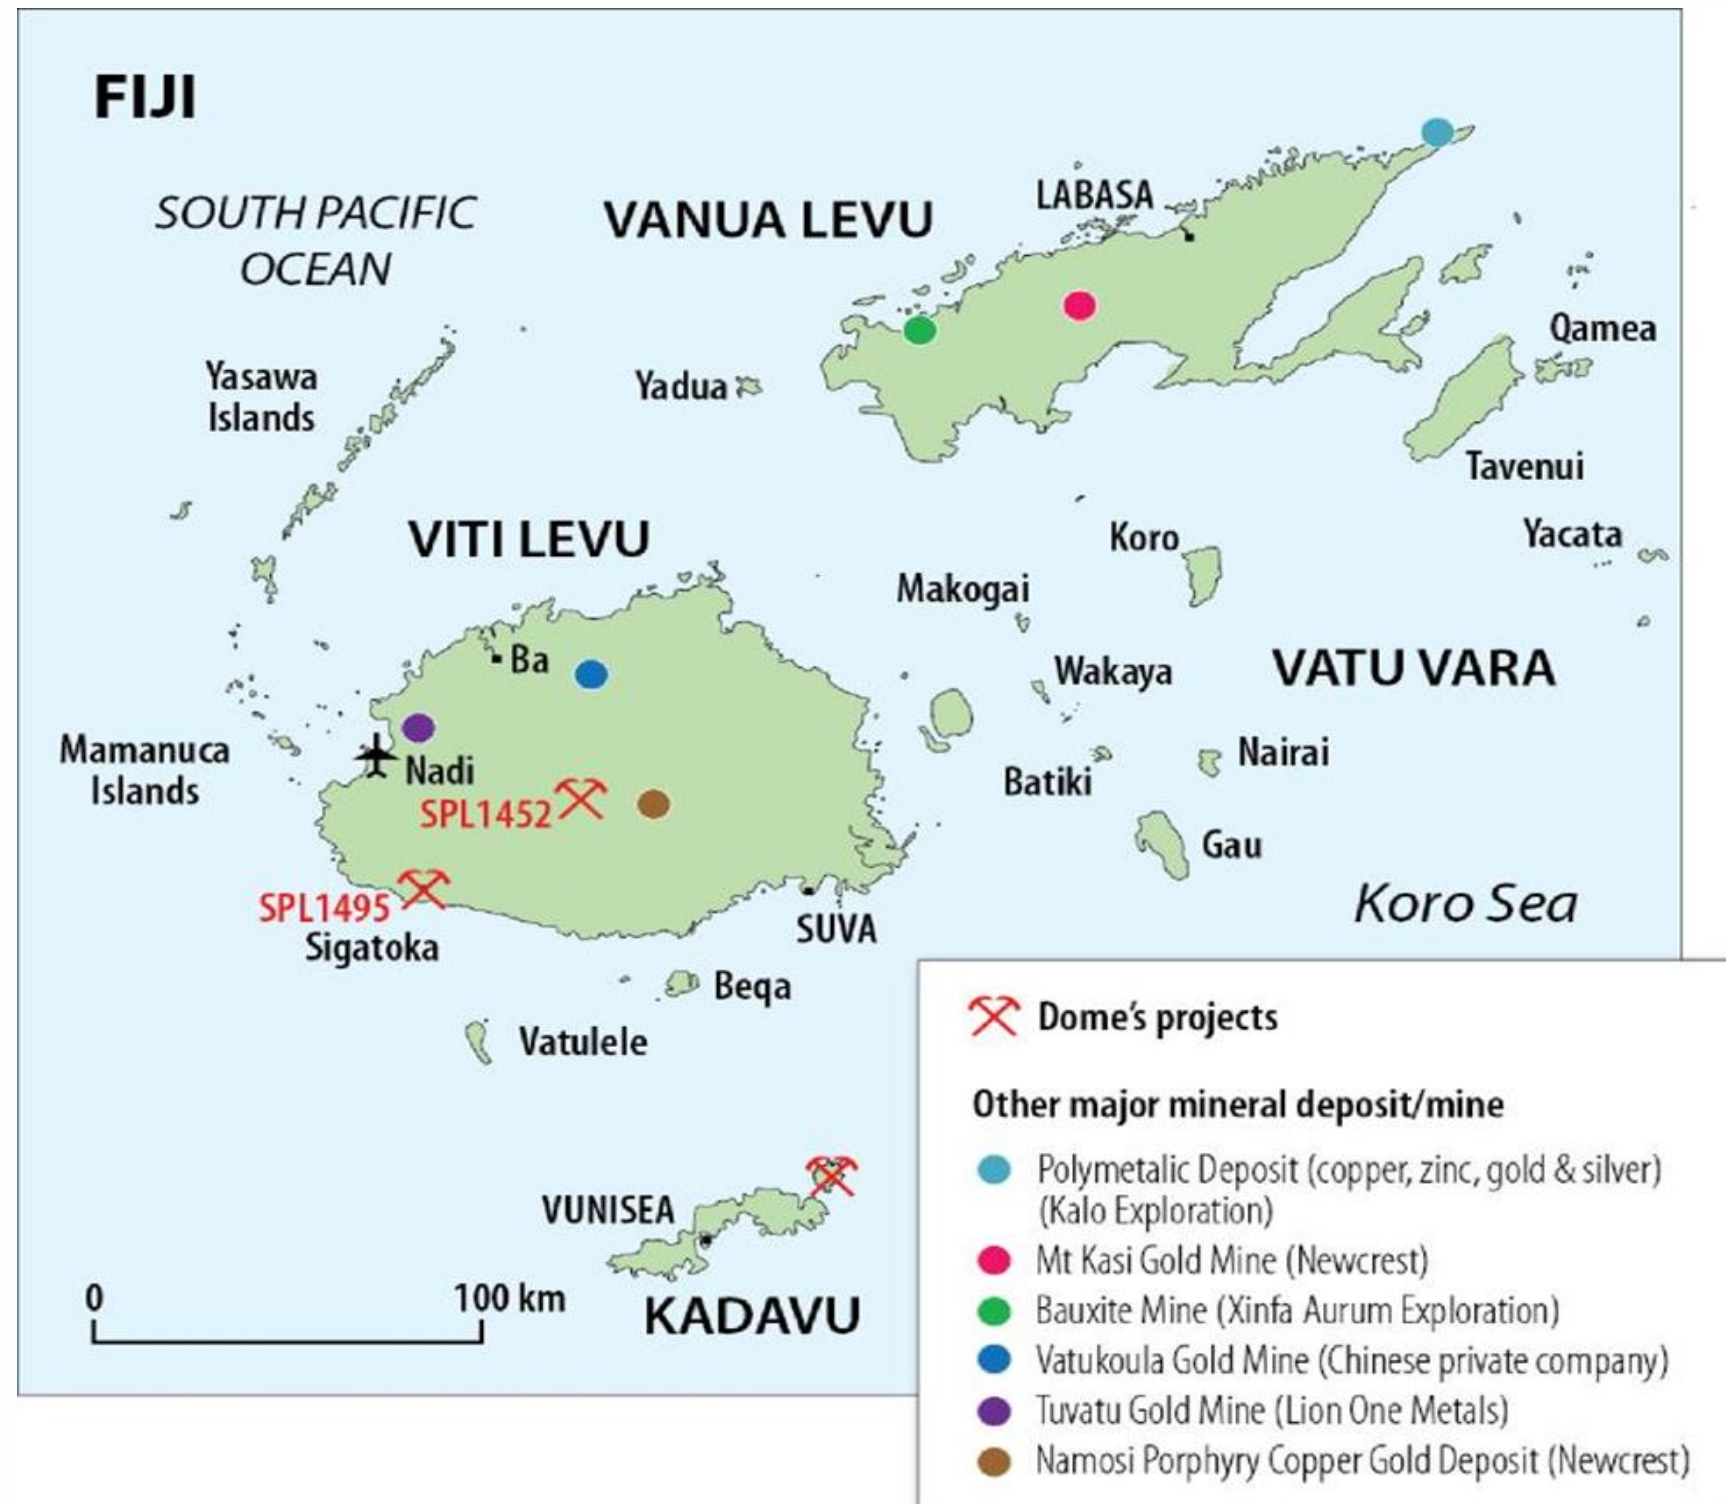 FIJI
SOUTH PACIFIC
OCEAN
VANUA LEVU
LABASA
Qamea
Yasawa
Islands
Yadua
Tavenui
VITI LEVU
Koro
Yacata
Makogai
Ba
Wakaya
VATU VARA
Mamanuca
Islands
Nadi
Batiki
Nairai
SPL1452
Gau
SPL1495
Sigatoka
SUVA
Koro Sea
Beqa
Vatulele
VUNISEA
KADAVU
0
100 km
Dome's projects
Other major mineral deposit/mine
Polymetalic Deposit (copper, zinc, gold & silver)
(Kalo Exploration)
Mt Kasi Gold Mine (Newcrest)
Bauxite Mine (Xinfa Aurum Exploration)
Vatukoula Gold Mine (Chinese private company)
Tuvatu Gold Mine (Lion One Metals)
Namosi Porphyry Copper Gold Deposit (Newcrest)